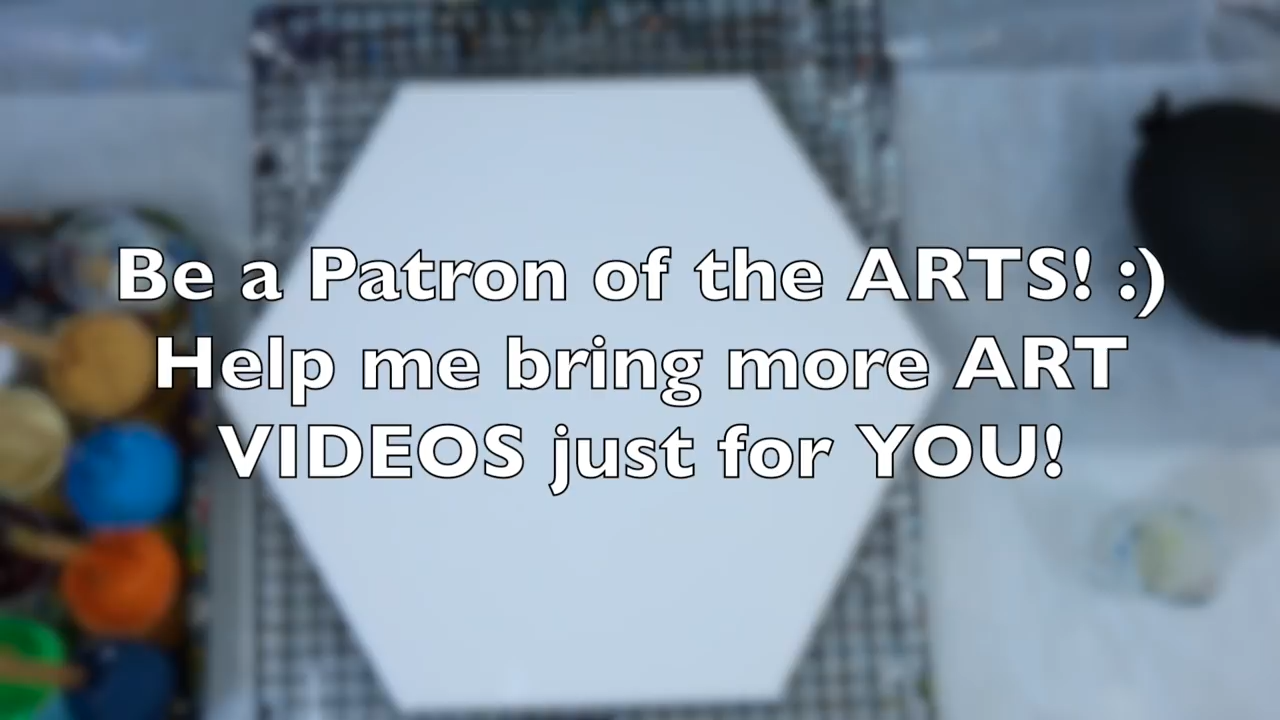 Be a Patron of the ARTS! :)
Help me bring more ART
VIDEOS just for YOU!